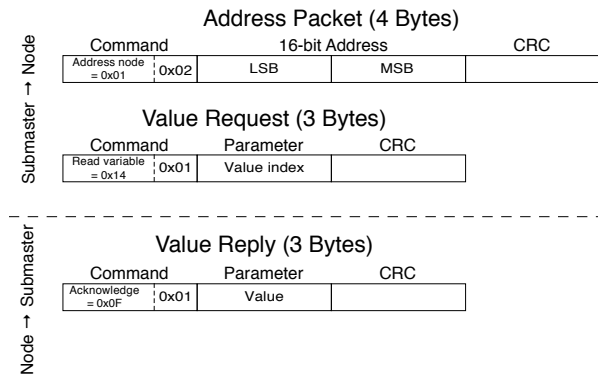 Address Packet (4 Bytes)
Command 16-bit Address CRC
Address node
= 0x01
0x02 LSB MSB
Submaster → Node
Value Request (3 Bytes)
Command Parameter CRC
Read variable
= 0x14
0x01 Value index
Value Reply (3 Bytes)
Command Parameter CRC
Acknowledge
= 0x0F
0x01 Value
Node → Submaster